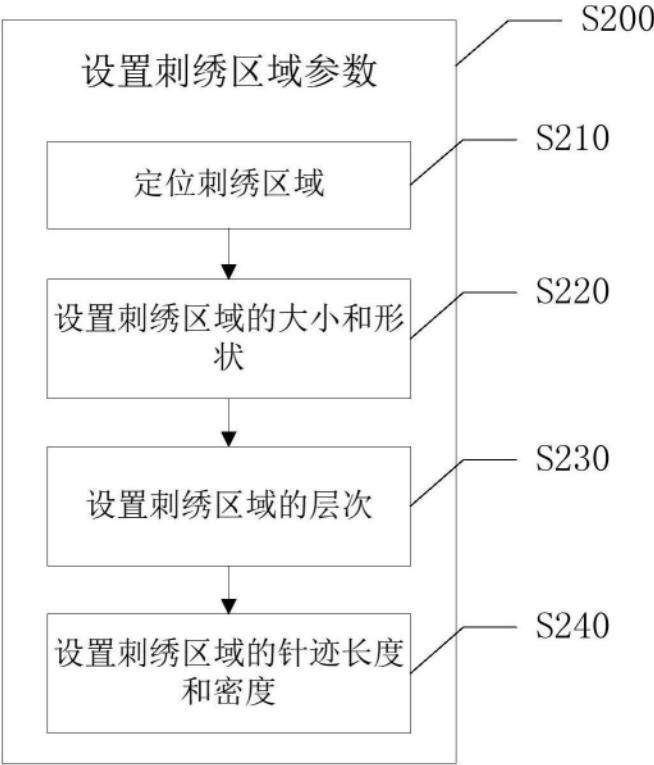 S200
设置刺绣区域参数
S210
定位刺绣区域
S220
设置刺绣区域的大小和形
状
S230
设置刺绣区域的层次
S240
设置刺绣区域的针迹长度
和密度